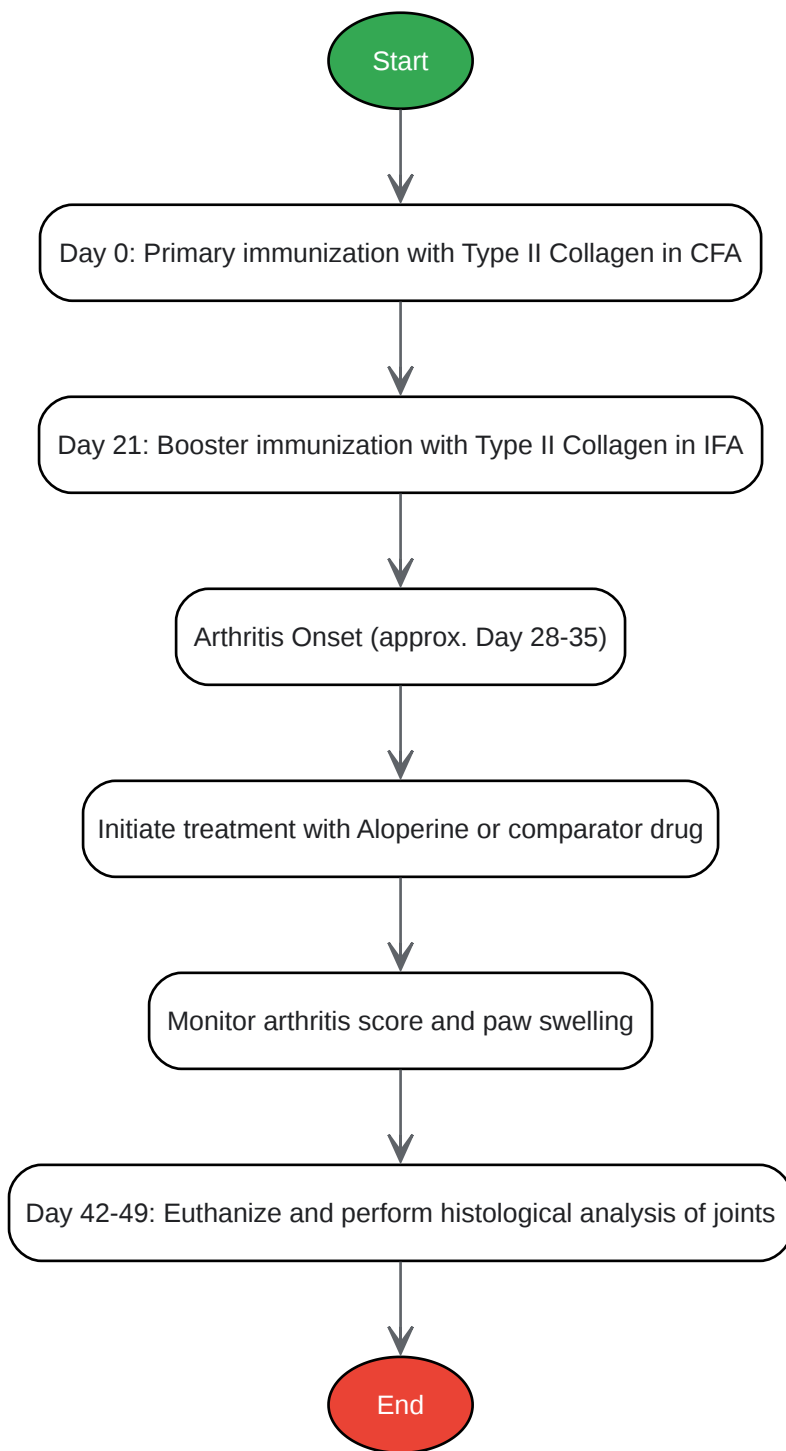 Start
Day 0: Primary immunization with Type II Collagen in CFA
Day 21: Booster immunization with Type II Collagen in IFA
Arthritis Onset (approx. Day 28-35)
Initiate treatment with Aloperine or comparator drug
Monitor arthritis score and paw swelling
Day 42-49: Euthanize and perform histological analysis of joints
End